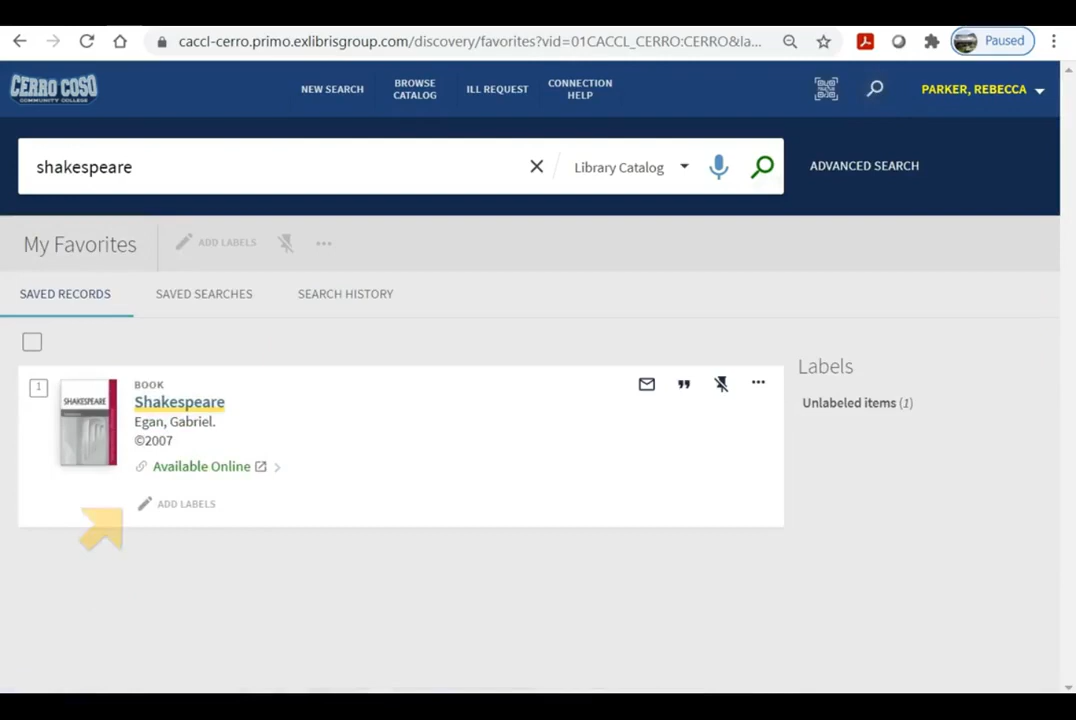 caccl-cerro.primo.exlibrisgroup.com/discovery/favorites?vid=01CACCL_CERRO:CERRO&la...
Paused
CERRO COSO
COMMUNITY COLLEGE
NEW SEARCH
BROWSE
CATALOG
ILL REQUEST
CONNECTION
HELP
PARKER, REBECCA
shakespeare
Library Catalog
ADVANCED SEARCH
My Favorites
ADD LABELS
SAVED RECORDS
SAVED SEARCHES
SEARCH HISTORY
1
SHAKESPEARE
BOOK
Shakespeare
Egan, Gabriel.
©2007
Available Online
ADD LABELS
Labels
Unlabeled items (1)